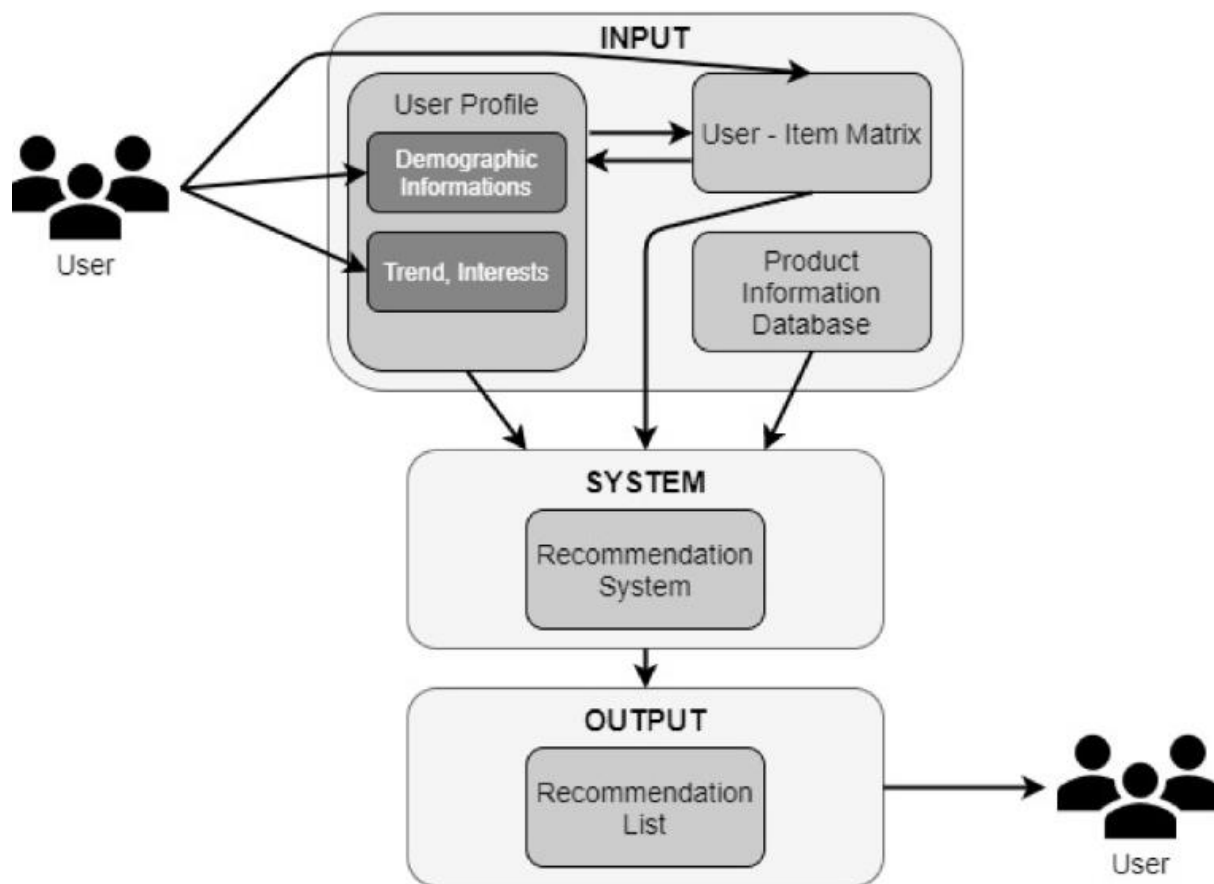 INPUT
User Profile
Demographic
Informations
Trend, Interests
User - Item Matrix
Product
Information
Database
User
SYSTEM
Recommendation
System
OUTPUT
Recommendation
List
User